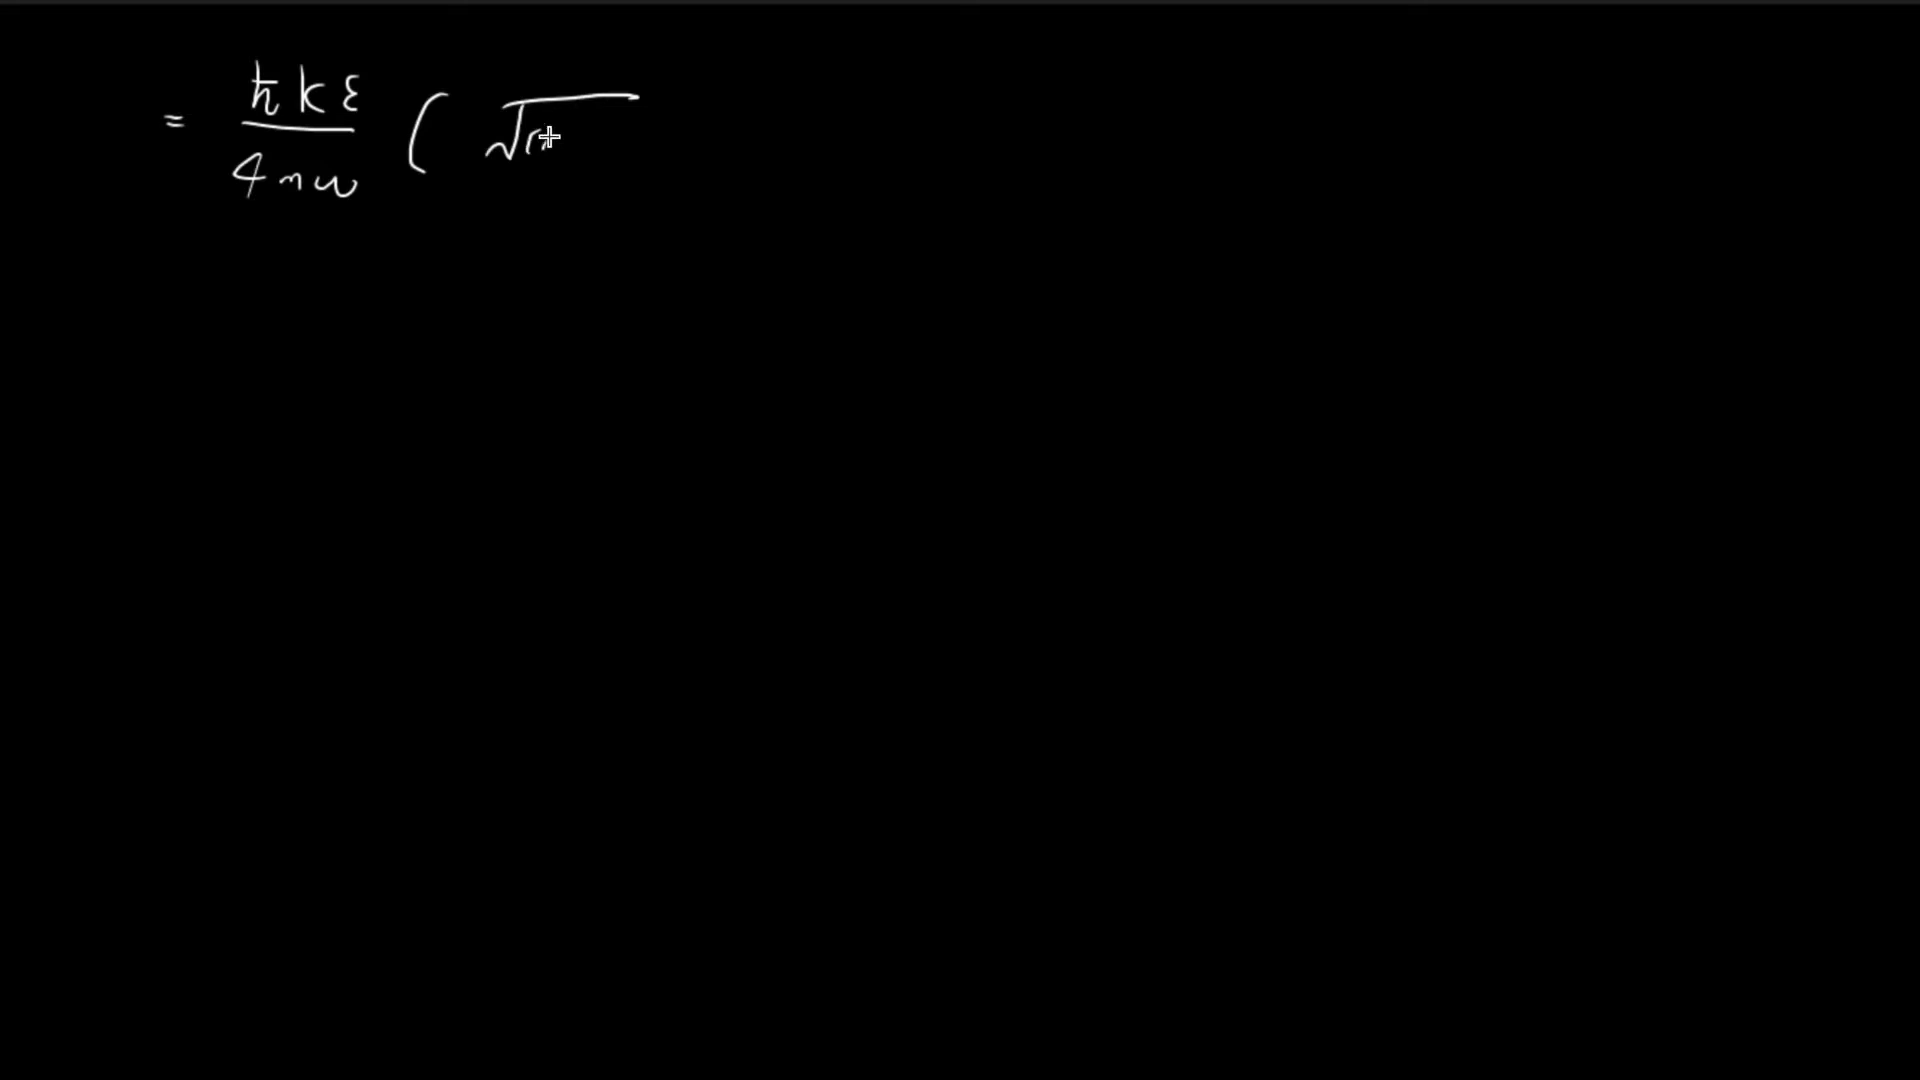 = ħkε / 4mω ( √(